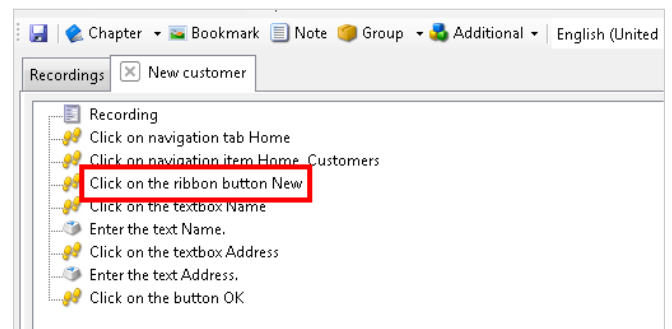 Chapter Bookmark Note Group Additional English (United
Recordings New customer
Recording
Click on navigation tab Home
Click on navigation item Home Customers
Click on the ribbon button New
Click on the textbox Name
Enter the text Name.
Click on the textbox Address
Enter the text Address.
Click on the button OK